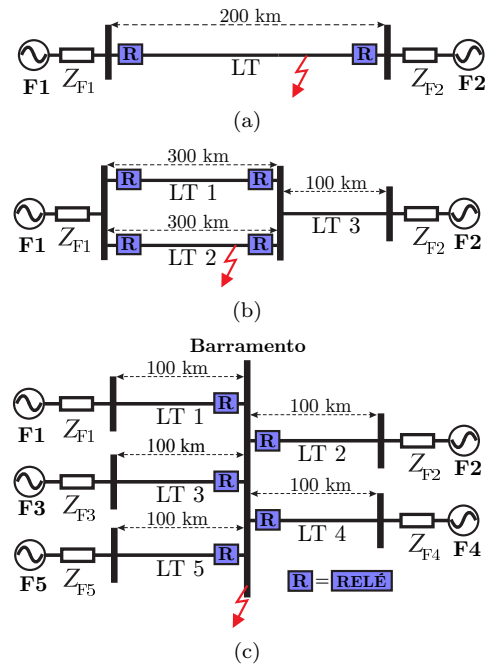 200 km
R
LT
R
F1
Z_F1
Z_F2
F2
(a)
300 km
R
LT 1
R
100 km
F1
Z_F1
300 km
R
LT 2
R
LT 3
Z_F2
F2
(b)
Barramento
100 km
R
LT 1
F1
Z_F1
100 km
R
LT 2
Z_F2
F2
100 km
R
LT 3
F3
Z_F3
100 km
R
LT 4
Z_F4
F4
100 km
R
LT 5
F5
Z_F5
R = RELÉ
(c)